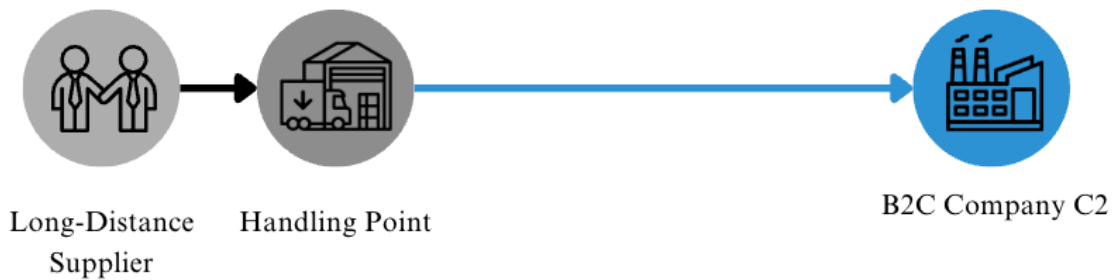 Long-Distance
Supplier
Handling Point
B2C Company C2